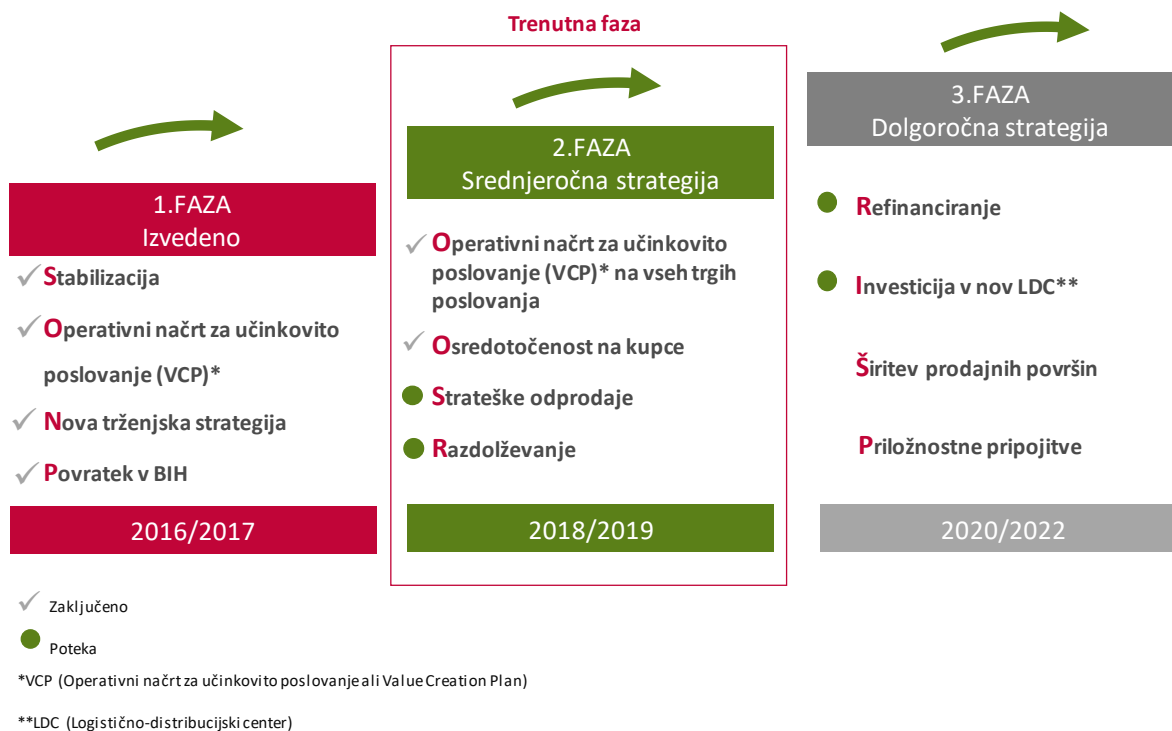 Trenutna faza
1.FAZA
Izvedeno
Stabilizacija
Operativni načrt za učinkovito
poslovanje (VCP)*
Nova trženjska strategija
Povratek v BIH
2016/2017
2.FAZA
Srednjeročna strategija
Operativni načrt za učinkovito
poslovanje (VCP)* na vseh trgih
poslovanja
Osredotočenost na kupce
Strateške odprodaje
Razdolževanje
2018/2019
3.FAZA
Dolgoročna strategija
Refinanciranje
Investicija v nov LDC**
Širitev prodajnih površin
Priložnostne pripojitve
2020/2022
Zaključeno
Poteka
*VCP (Operativni načrt za učinkovito poslovanje ali Value Creation Plan)
**LDC (Logistično-distribucijski center)